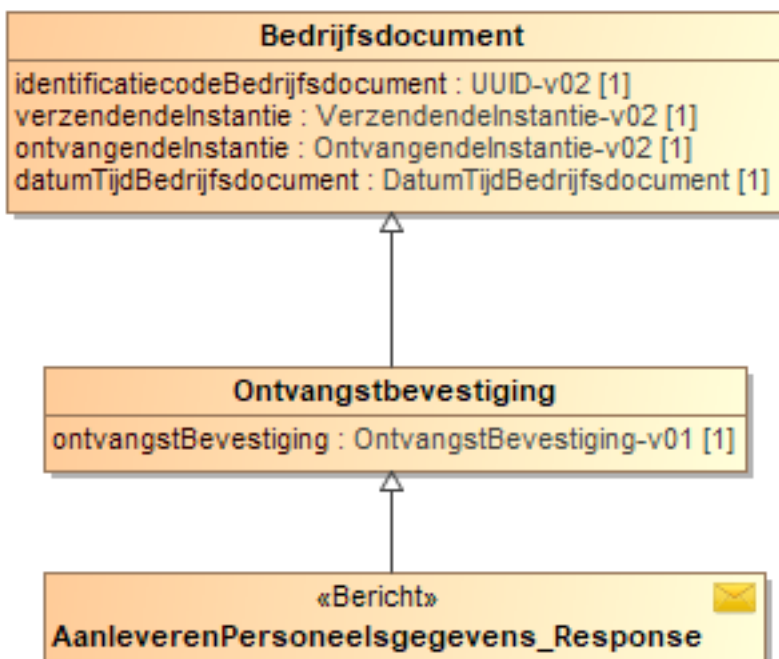 Bedrijfsdocument
identificatiecodeBedrijfsdocument : UUID-v02 [1]
verzendendeInstantie : VerzendendeInstantie-v02 [1]
ontvangendeInstantie : OntvangendeInstantie-v02 [1]
datumTijdBedrijfsdocument : DatumTijdBedrijfsdocument [1]
Ontvangstbevestiging
ontvangstBevestiging : OntvangstBevestiging-v01 [1]
«Bericht»
AanleverenPersoneelsgegevens_Response